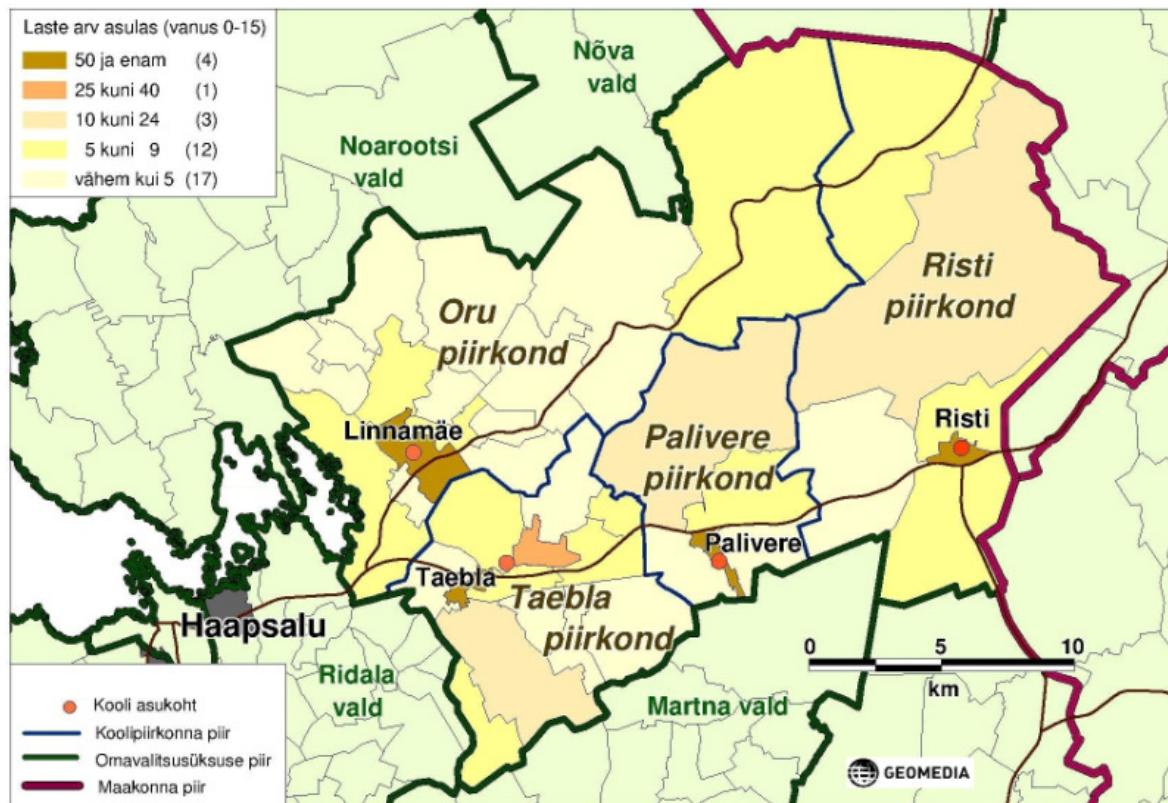 Laste arv asulas (vanus 0-15)
50 ja enam (4)
25 kuni 40 (1)
10 kuni 24 (3)
5 kuni 9 (12)
vähem kui 5 (17)
Nõva
vald
Noarootsi
vald
Risti
piirkond
Oru
piirkond
Linnamäe
Risti
Palivere
piirkond
Palivere
Taebla
Taebla
piirkond
Haapsalu
Ridala
vald
Martna vald
0 5 10
km
Kooli asukoht
Koolipiirkonna piir
Omavalitsusüksuse piir
Maakonna piir
GEOMEDIA